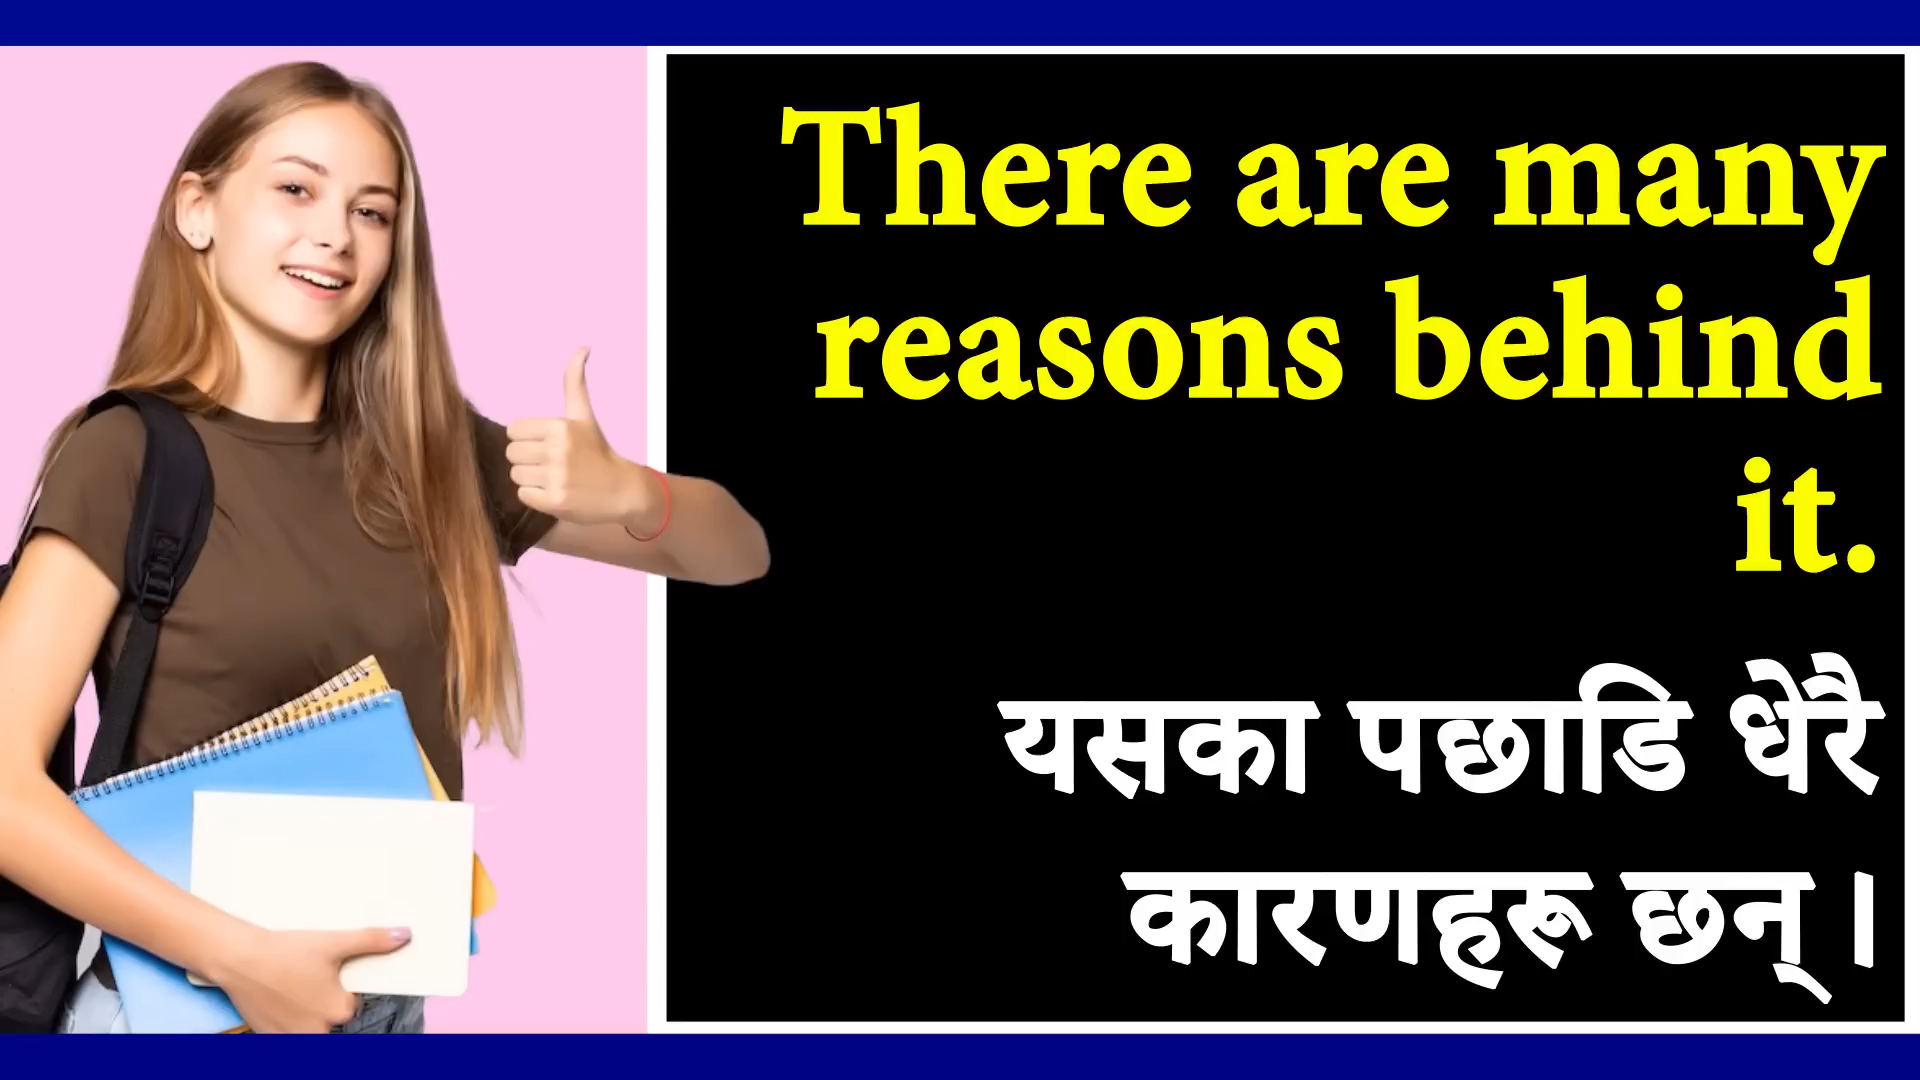 There are many
reasons behind
it.
यसका पछाडि धेरै
कारणहरू छन् ।